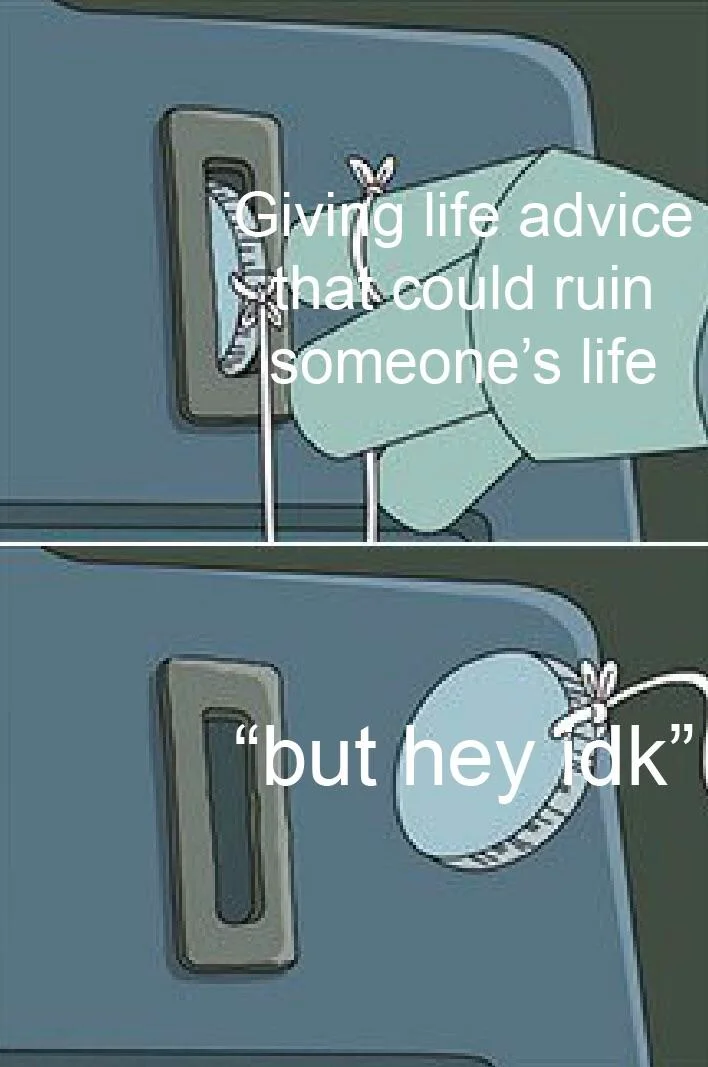 Giving life advice
that could ruin
someone’s life
“but hey idk”